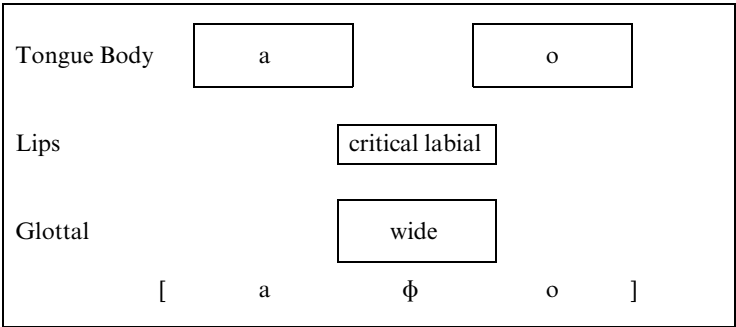 Tongue Body a o
Lips critical labial
Glottal wide
[ a ɸ o ]